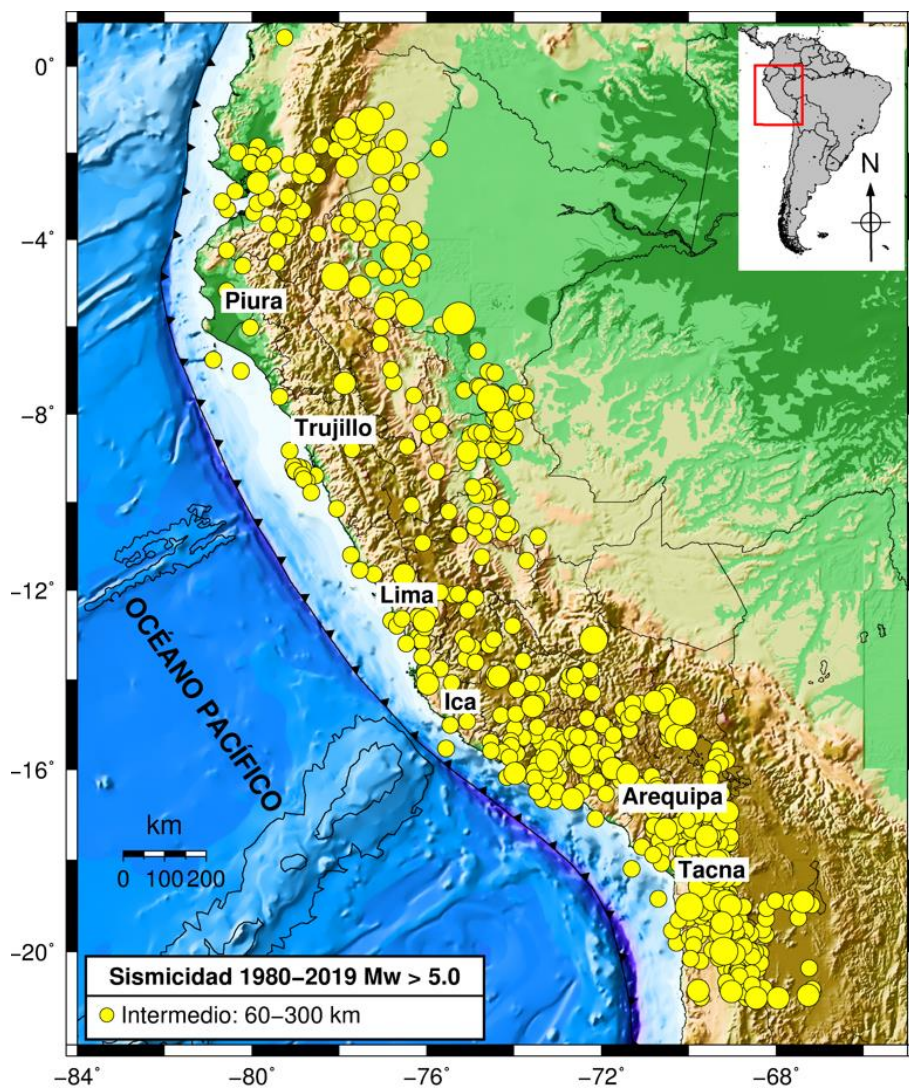 0°
−4°
−8°
−12°
−16°
−20°
N
Piura
Trujillo
Lima
Ica
Arequipa
Tacna
OCÉANO PACÍFICO
km
0 100 200
Sismicidad 1980−2019 Mw > 5.0
Intermedio: 60−300 km
−84° −80° −76° −72° −68°